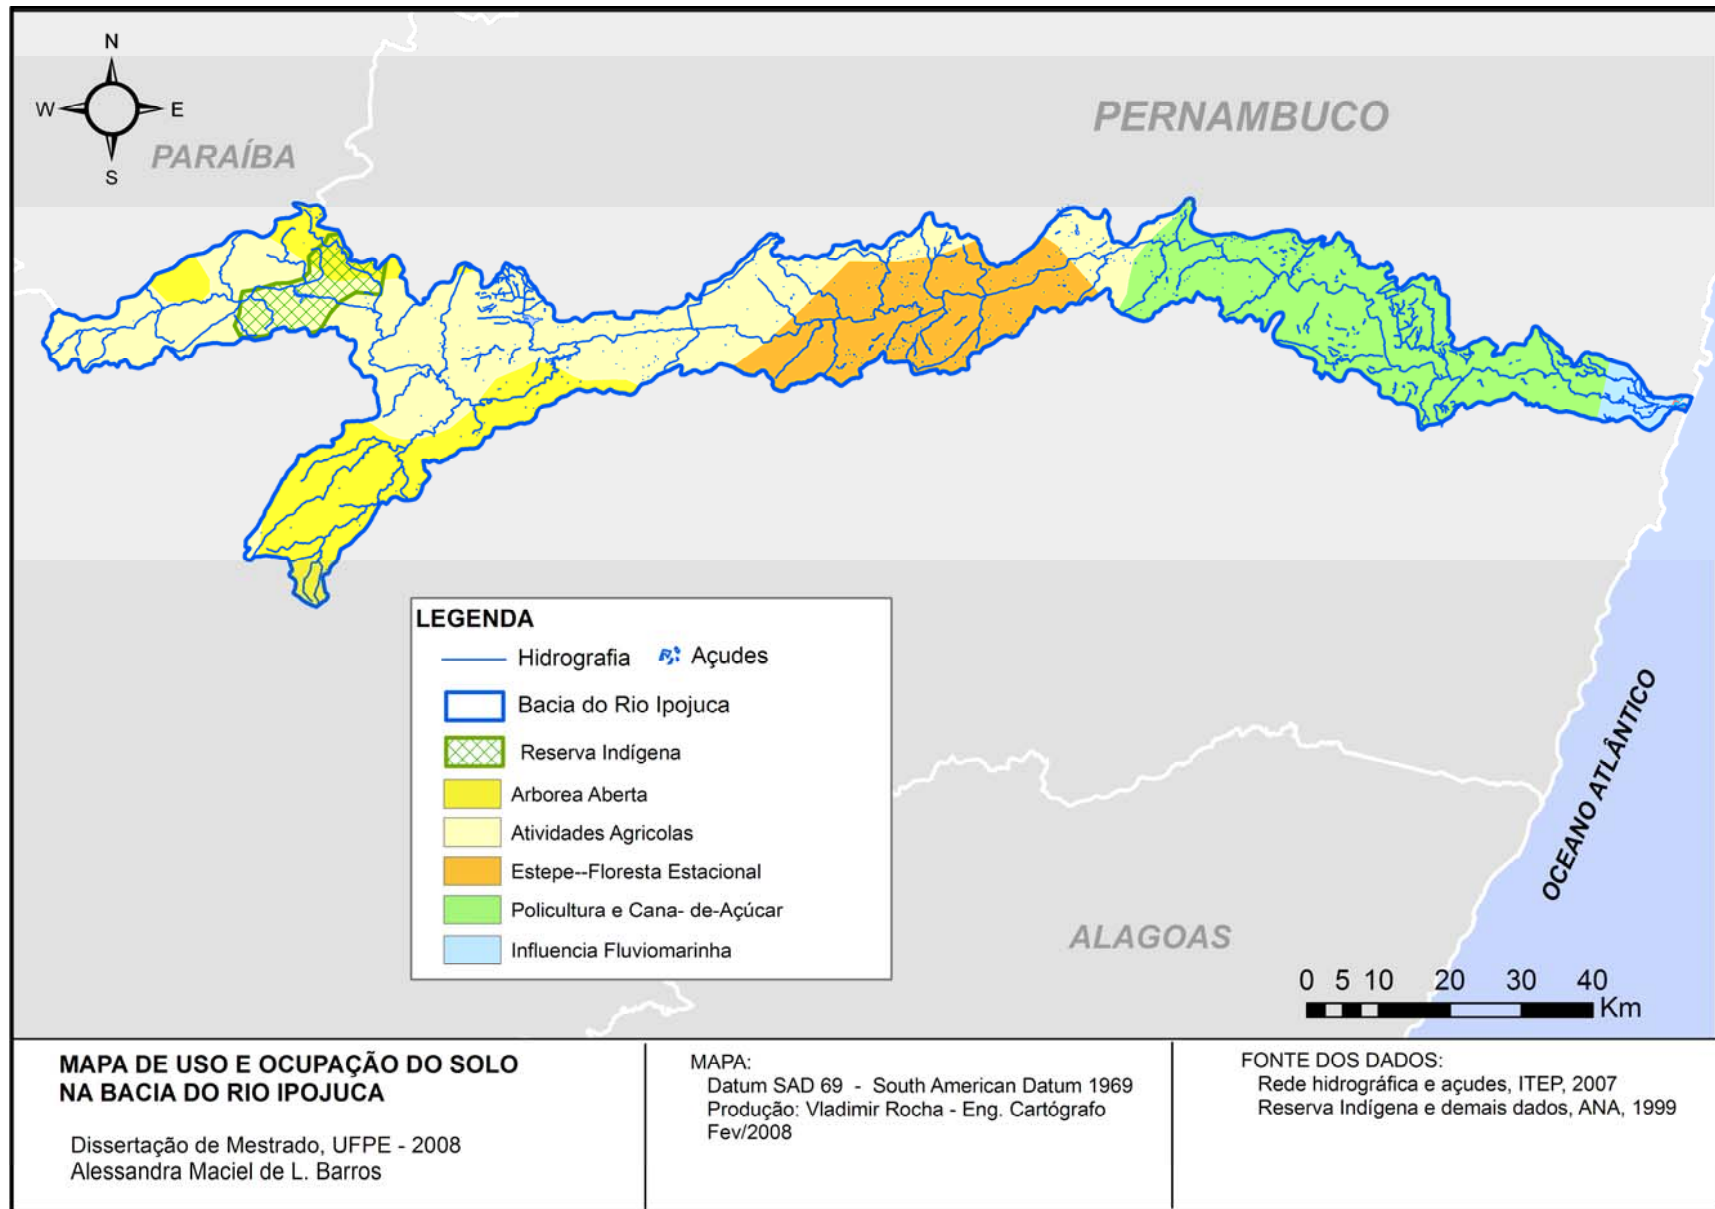 N
W
E
S
PARAÍBA
PERNAMBUCO
LEGENDA
Hidrografia
Açudes
Bacia do Rio Ipojuca
Reserva Indígena
Arborea Aberta
Atividades Agricolas
Estepe--Floresta Estacional
Policultura e Cana- de-Açúcar
Influencia Fluviomarinha
OCEANO ATLÂNTICO
ALAGOAS
0 5 10 20 30 40
Km
MAPA DE USO E OCUPAÇÃO DO SOLO
NA BACIA DO RIO IPOJUCA
Dissertação de Mestrado, UFPE - 2008
Alessandra Maciel de L. Barros
MAPA:
Datum SAD 69 - South American Datum 1969
Produção: Vladimir Rocha - Eng. Cartógrafo
Fev/2008
FONTE DOS DADOS:
Rede hidrográfica e açudes, ITEP, 2007
Reserva Indígena e demais dados, ANA, 1999